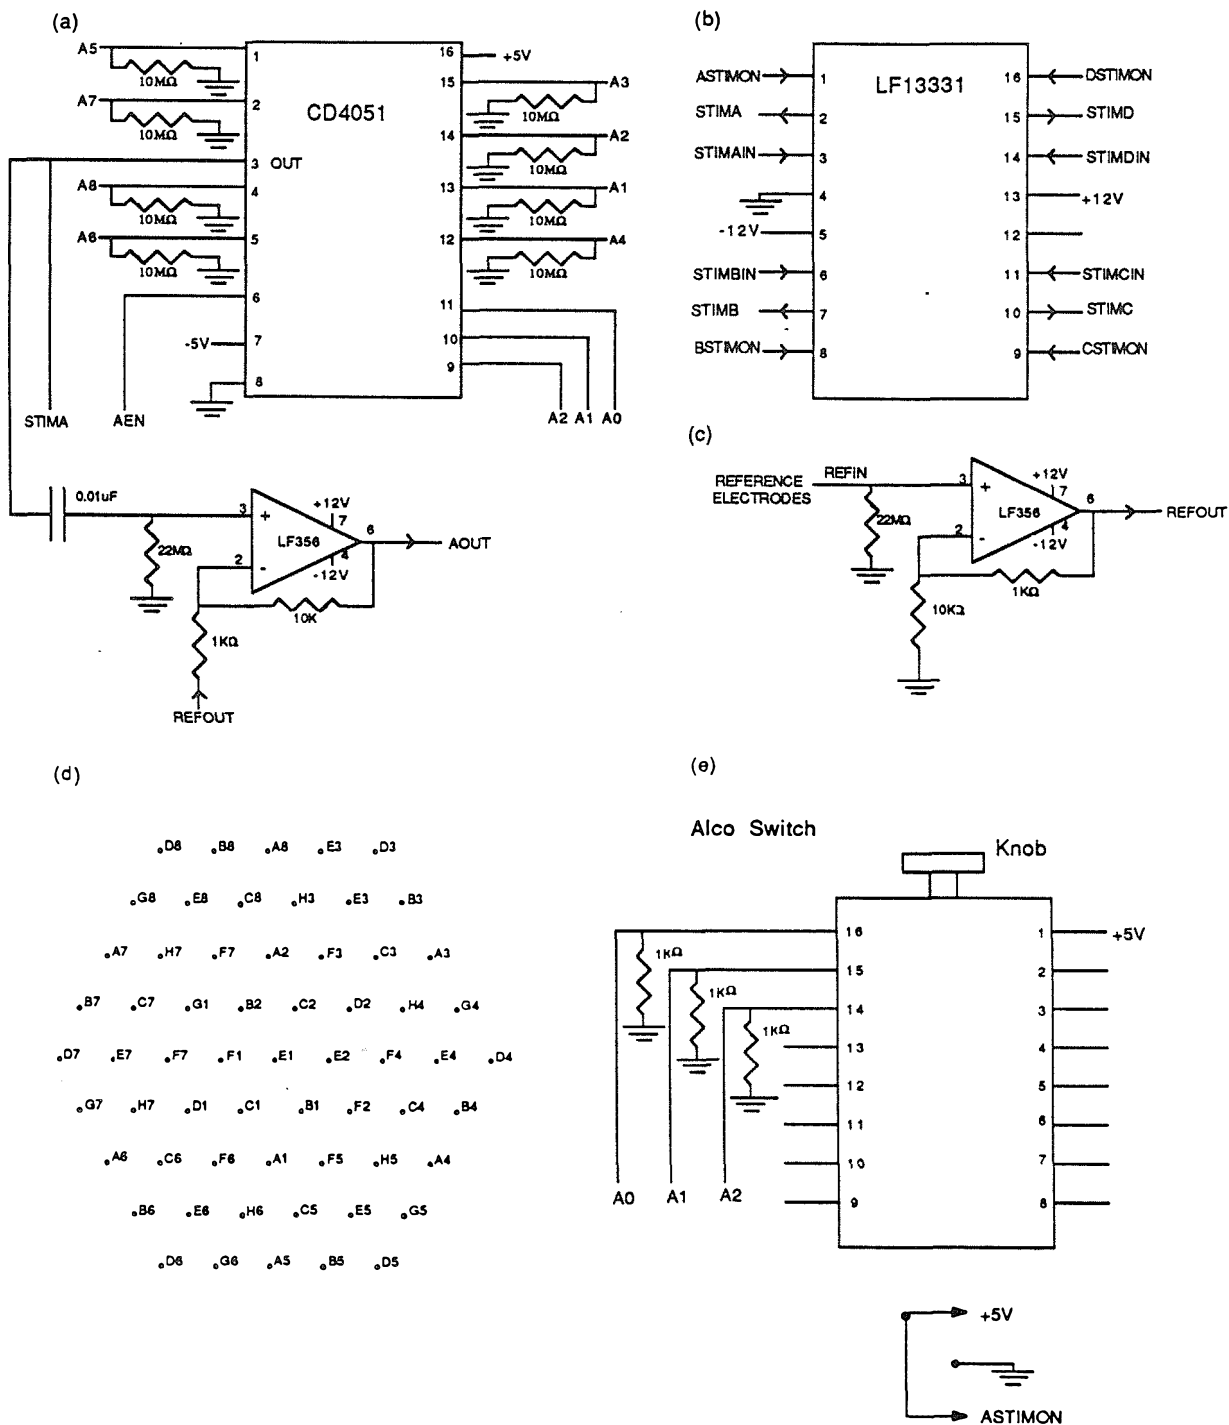 (a)
A5
10MΩ
A7
10MΩ
A8
10MΩ
A6
10MΩ
CD4051
1
2
3 OUT
4
5
6
7
8
16
15
14
13
12
11
10
9
+5V
A3
10MΩ
A2
10MΩ
A1
10MΩ
A4
10MΩ
-5V
STIMA
AEN
A2 A1 A0
0.01uF
22MΩ
3
+
2
-
LF356
+12V
7
6
4
-12V
AOUT
10K
1KΩ
REFOUT
(b)
LF13331
ASTIMON 1
STIMA 2
STIMAIN 3
4
-12V 5
STIMBIN 6
STIMB 7
BSTIMON 8
16 DSTIMON
15 STIMD
14 STIMDIN
13 +12V
12
11 STIMCIN
10 STIMC
9 CSTIMON
(c)
REFERENCE
ELECTRODES
REFIN
22MΩ
3
+
2
-
LF356
+12V
7
6
4
-12V
REFOUT
1KΩ
10KΩ
(d)
D8 B8 A8 E3 D3
G8 E8 C8 H3 E3 B3
A7 H7 F7 A2 F3 C3 A3
B7 C7 G1 B2 C2 D2 H4 G4
D7 E7 F7 F1 E1 E2 F4 E4 D4
G7 H7 D1 C1 B1 F2 C4 B4
A6 C6 F6 A1 F5 H5 A4
B6 E6 H6 C5 E5 G5
D6 G6 A5 B5 D5
(e)
Alco Switch
Knob
16
15
14
13
12
11
10
9
1
2
3
4
5
6
7
8
+5V
1KΩ
1KΩ
1KΩ
A0 A1 A2
+5V
ASTIMON